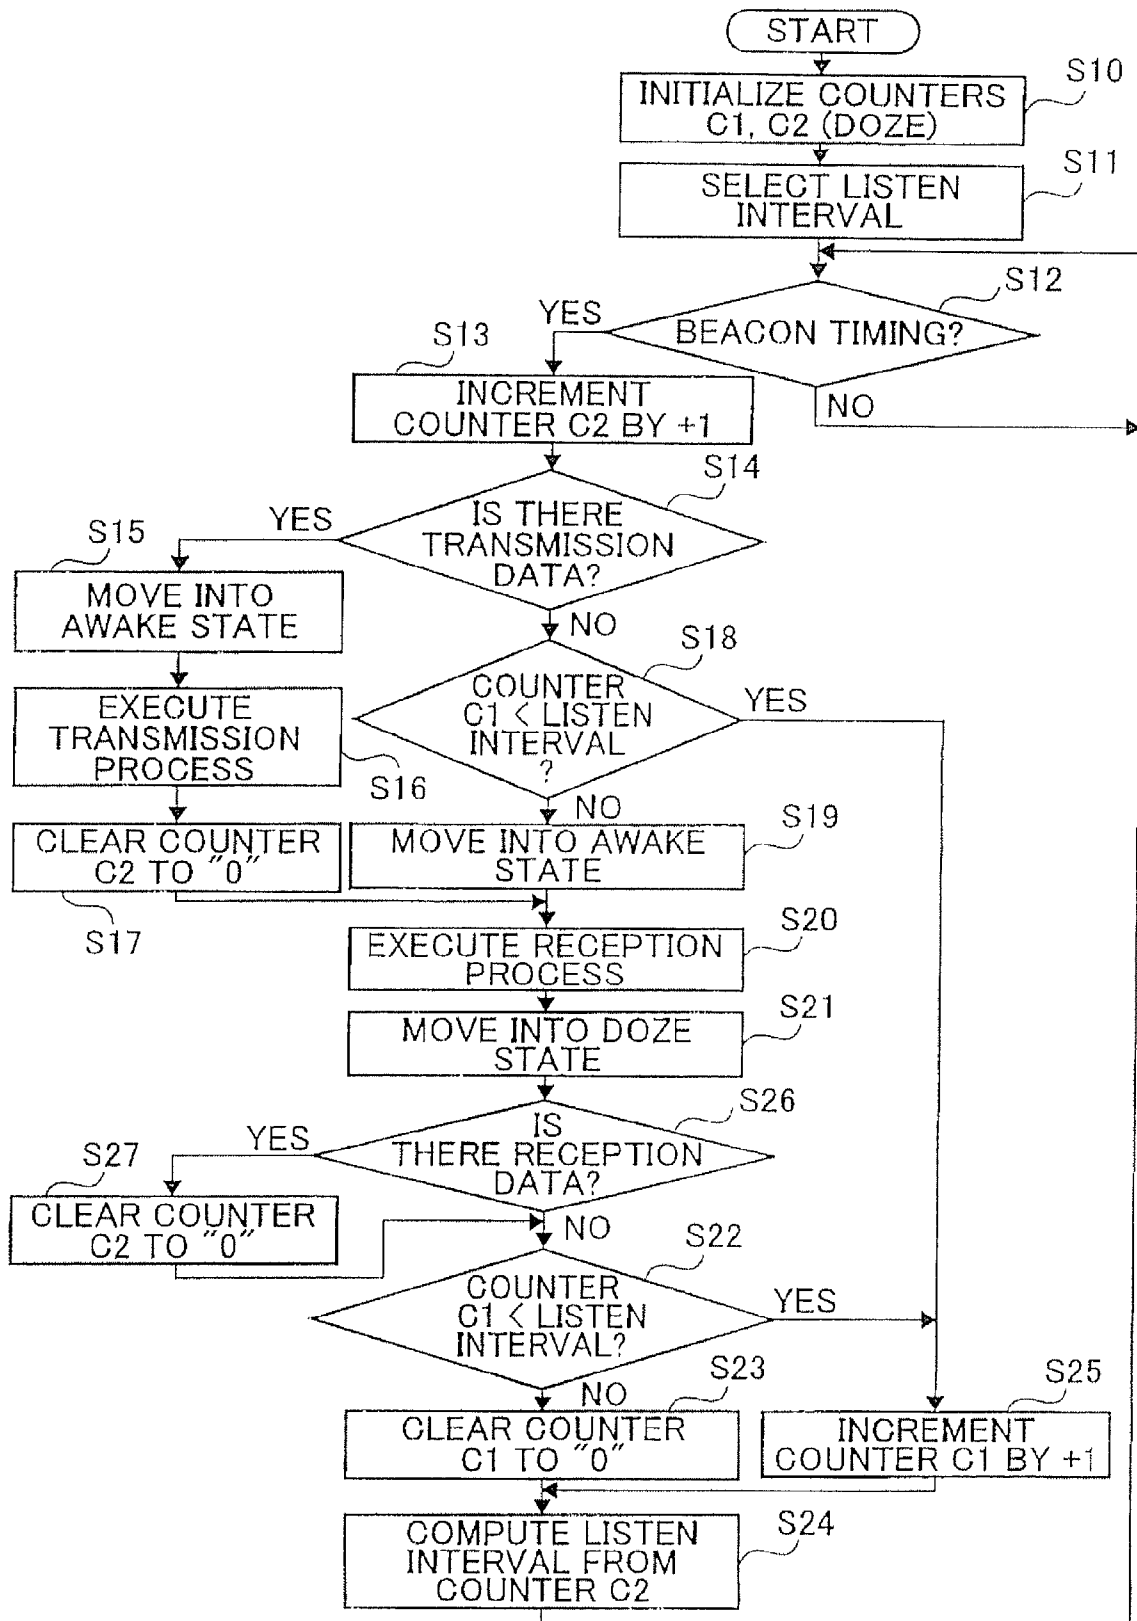 START
S10
INITIALIZE COUNTERS
C1, C2 (DOZE)
S11
SELECT LISTEN
INTERVAL
S12
BEACON TIMING?
YES
NO
S13
INCREMENT
COUNTER C2 BY +1
S14
IS THERE
TRANSMISSION
DATA?
YES
NO
S15
MOVE INTO
AWAKE STATE
EXECUTE
TRANSMISSION
PROCESS
S16
S18
COUNTER
C1 < LISTEN
INTERVAL
?
YES
NO
CLEAR COUNTER
C2 TO "0"
S17
S19
MOVE INTO AWAKE
STATE
S20
EXECUTE RECEPTION
PROCESS
S21
MOVE INTO DOZE
STATE
S26
IS
THERE RECEPTION
DATA?
YES
NO
S27
CLEAR COUNTER
C2 TO "0"
S22
COUNTER
C1 < LISTEN
INTERVAL?
YES
NO
S23
CLEAR COUNTER
C1 TO "0"
S25
INCREMENT
COUNTER C1 BY +1
S24
COMPUTE LISTEN
INTERVAL FROM
COUNTER C2